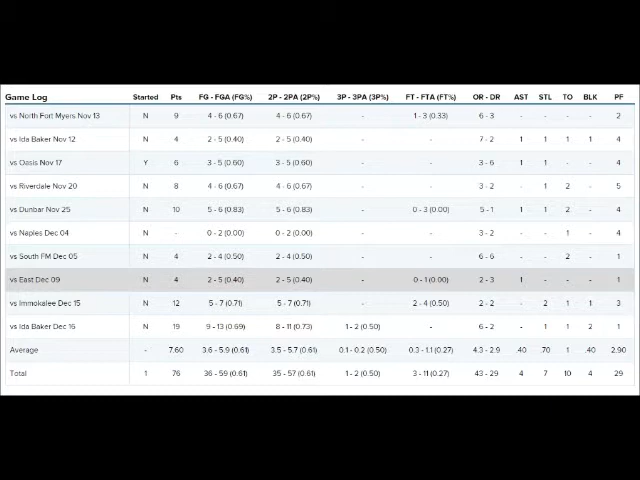 Game Log Started Pts FG - FGA (FG%) 2P - 2PA (2P%) 3P - 3PA (3P%) FT - FTA (FT%) OR - DR AST STL TO BLK PF
vs North Fort Myers Nov 13 N 9 4 - 6 (0.67) 4 - 6 (0.67) - 1 - 3 (0.33) 6 - 3 - - - - 2
vs Ida Baker Nov 12 N 4 2 - 5 (0.40) 2 - 5 (0.40) - - 7 - 2 1 1 1 1 4
vs Oasis Nov 17 Y 6 3 - 5 (0.60) 3 - 5 (0.60) - - 3 - 6 1 1 - - 4
vs Riverdale Nov 20 N 8 4 - 6 (0.67) 4 - 6 (0.67) - - 3 - 2 - 1 2 - 5
vs Dunbar Nov 25 N 10 5 - 6 (0.83) 5 - 6 (0.83) - 0 - 3 (0.00) 5 - 1 1 1 2 - 4
vs Naples Dec 04 N - 0 - 2 (0.00) 0 - 2 (0.00) - - 3 - 2 - - 1 - 4
vs South FM Dec 05 N 4 2 - 4 (0.50) 2 - 4 (0.50) - - 6 - 6 - - 2 - 1
vs East Dec 09 N 4 2 - 5 (0.40) 2 - 5 (0.40) - 0 - 1 (0.00) 2 - 3 1 - - - 1
vs Immokalee Dec 15 N 12 5 - 7 (0.71) 5 - 7 (0.71) - 2 - 4 (0.50) 2 - 2 - 2 1 1 3
vs Ida Baker Dec 16 N 19 9 - 13 (0.69) 8 - 11 (0.73) 1 - 2 (0.50) - 6 - 2 - 1 1 2 1
Average - 7.60 3.6 - 5.9 (0.61) 3.5 - 5.7 (0.61) 0.1 - 0.2 (0.50) 0.3 - 1.1 (0.27) 4.3 - 2.9 .40 .70 1 .40 2.90
Total 1 76 36 - 59 (0.61) 35 - 57 (0.61) 1 - 2 (0.50) 3 - 11 (0.27) 43 - 29 4 7 10 4 29